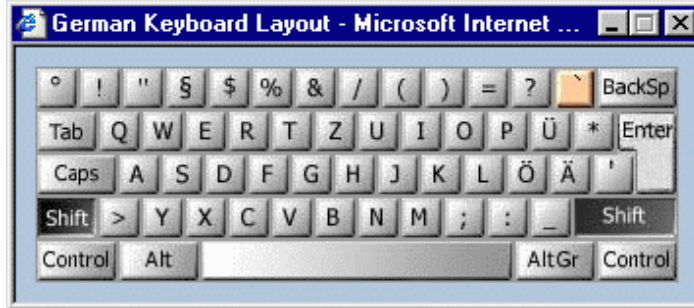 German Keyboard Layout - Microsoft Internet ...
° ! " § $ % & / ( ) = ? ` BackSp
Tab Q W E R T Z U I O P Ü * Enter
Caps A S D F G H J K L Ö Ä '
Shift > Y X C V B N M ; : _ Shift
Control Alt AltGr Control